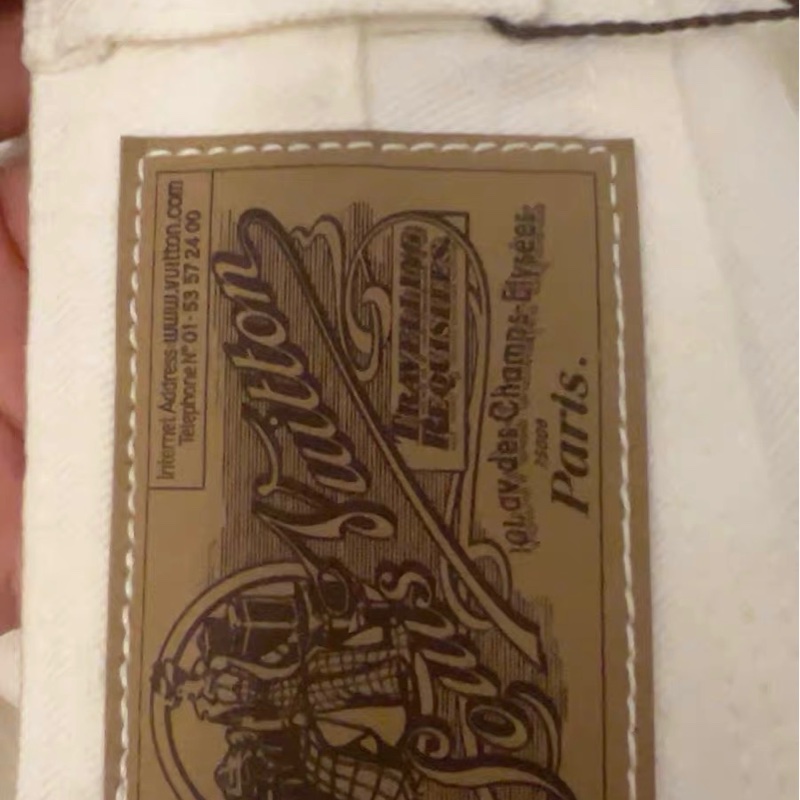 Louis Vuitton
TRAVELLING
REQUISITES.
101.av.des Champs-Elysées.
75008
Paris.
Internet Address www.vuitton.com
Telephone N° 01-53 57 24 00